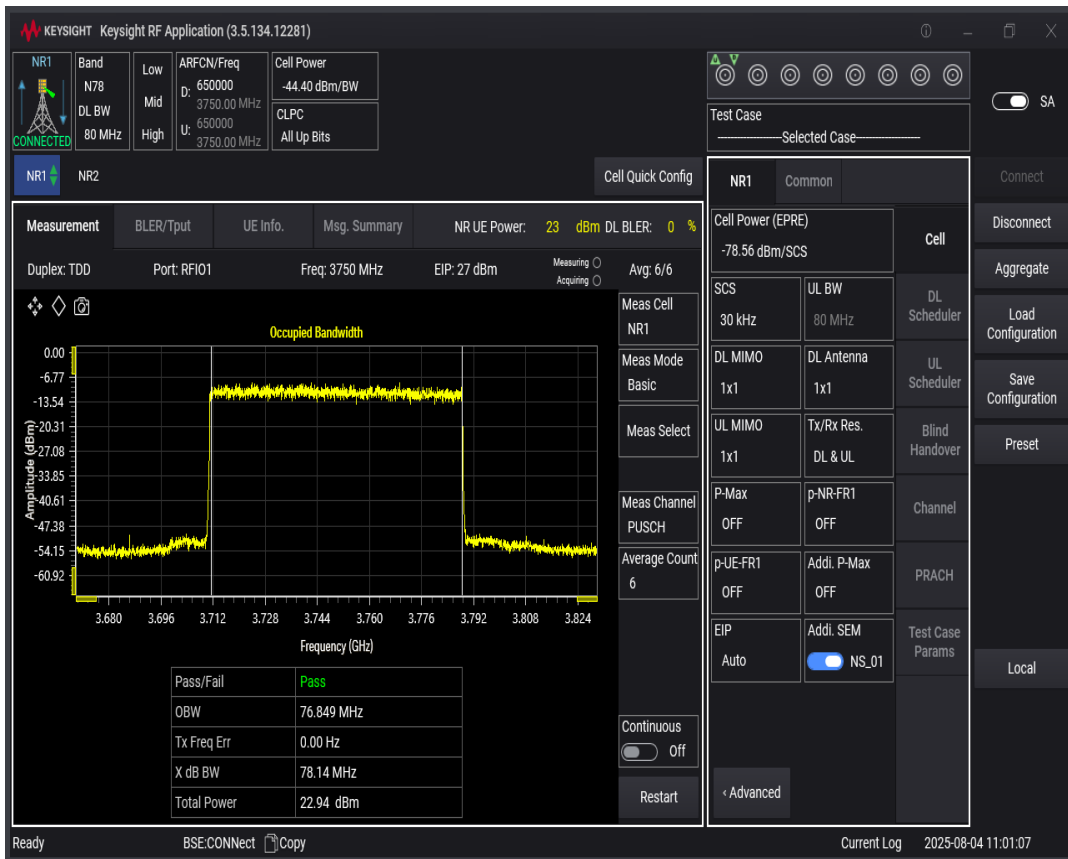 KEYSIGHT Keysight RF Application (3.5.134.12281)
NR1
CONNECTED
Band
N78
DL BW
80 MHz
Low
Mid
High
ARFCN/Freq
D: 650000
3750.00 MHz
U: 650000
3750.00 MHz
Cell Power
-44.40 dBm/BW
CLPC
All Up Bits
Test Case
Selected Case
SA
NR1
NR2
Cell Quick Config
NR1
Common
Connect
Measurement
BLER/Tput
UE Info.
Msg. Summary
NR UE Power: 23 dBm DL BLER: 0 %
Duplex: TDD
Port: RFIO1
Freq: 3750 MHz
EIP: 27 dBm
Measuring
Acquiring
Avg: 6/6
Occupied Bandwidth
Amplitude (dBm)
0.00
-6.77
-13.54
-20.31
-27.08
-33.85
-40.61
-47.38
-54.15
-60.92
3.680 3.696 3.712 3.728 3.744 3.760 3.776 3.792 3.808 3.824
Frequency (GHz)
Pass/Fail Pass
OBW 76.849 MHz
Tx Freq Err 0.00 Hz
X dB BW 78.14 MHz
Total Power 22.94 dBm
Meas Cell
NR1
Meas Mode
Basic
Meas Select
Meas Channel
PUSCH
Average Count
6
Continuous
Off
Restart
Cell Power (EPRE)
-78.56 dBm/SCS
SCS
30 kHz
UL BW
80 MHz
DL MIMO
1x1
DL Antenna
1x1
UL MIMO
1x1
Tx/Rx Res.
DL & UL
P-Max
OFF
p-NR-FR1
OFF
p-UE-FR1
OFF
Addi. P-Max
OFF
EIP
Auto
Addi. SEM
NS_01
‹ Advanced
Cell
DL
Scheduler
UL
Scheduler
Blind
Handover
Channel
PRACH
Test Case
Params
Disconnect
Aggregate
Load
Configuration
Save
Configuration
Preset
Local
Ready
BSE:CONNect
Copy
Current Log
2025-08-04 11:01:07